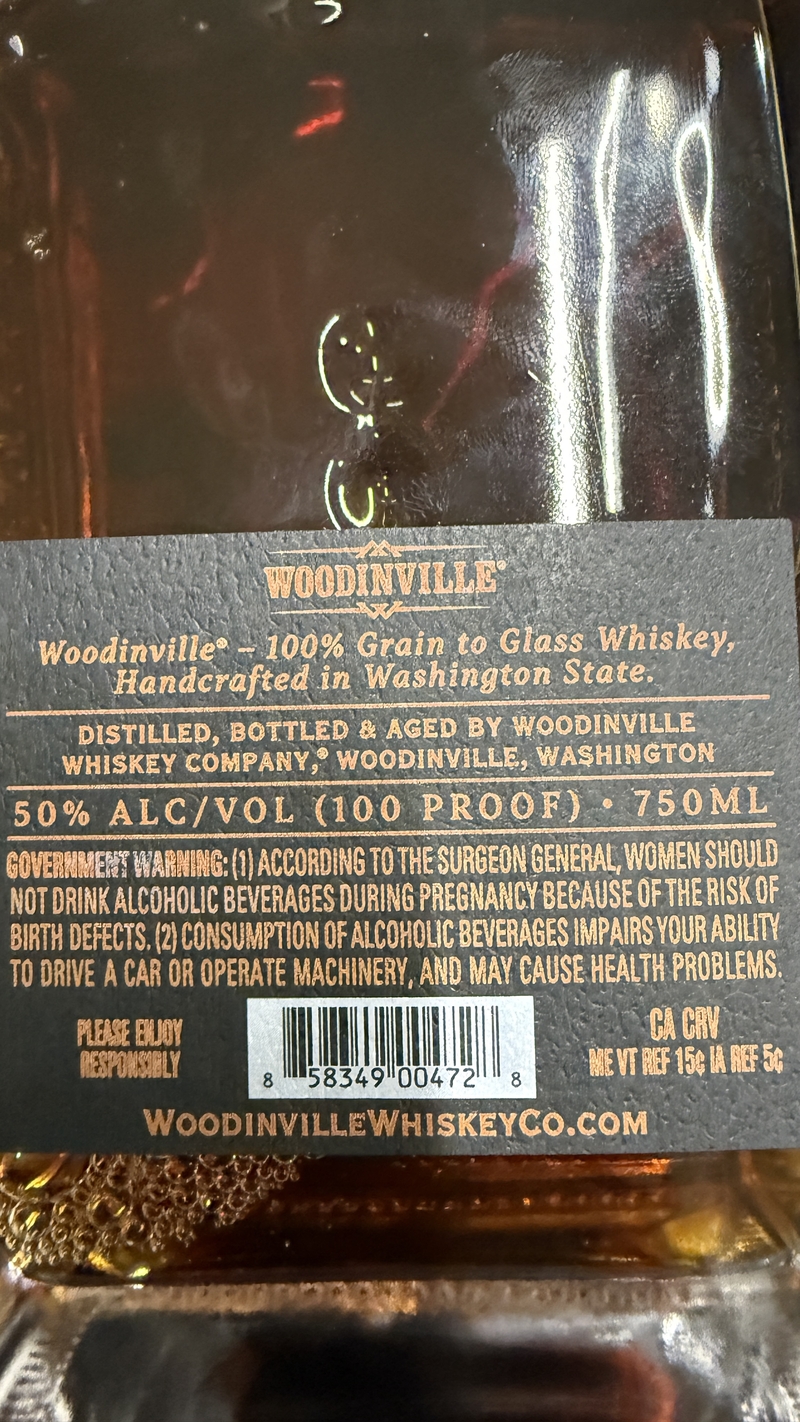 WOODINVILLE®
Woodinville® – 100% Grain to Glass Whiskey,
Handcrafted in Washington State.
DISTILLED, BOTTLED & AGED BY WOODINVILLE
WHISKEY COMPANY,® WOODINVILLE, WASHINGTON
50% ALC/VOL (100 PROOF) • 750ML
GOVERNMENT WARNING: (1) ACCORDING TO THE SURGEON GENERAL, WOMEN SHOULD
NOT DRINK ALCOHOLIC BEVERAGES DURING PREGNANCY BECAUSE OF THE RISK OF
BIRTH DEFECTS. (2) CONSUMPTION OF ALCOHOLIC BEVERAGES IMPAIRS YOUR ABILITY
TO DRIVE A CAR OR OPERATE MACHINERY, AND MAY CAUSE HEALTH PROBLEMS.
PLEASE ENJOY
RESPONSIBLY
8 58349 00472 8
CA CRV
ME VT REF 15¢ IA REF 5¢
WOODINVILLEWHISKEYCO.COM